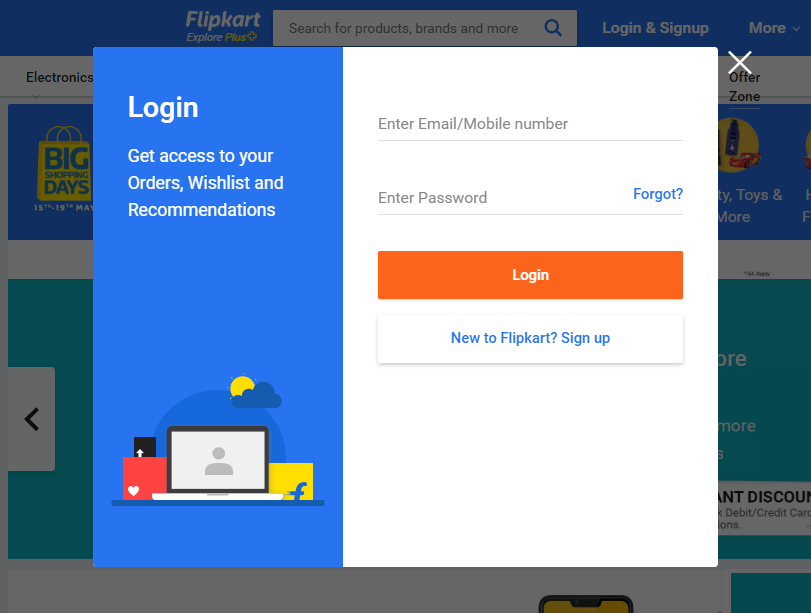 Flipkart
Explore Plus
Search for products, brands and more
Login & Signup
More
Electronics
Offer
Zone
BIG
SHOPPING
DAYS
15TH-19TH MAY
ty, Toys &
More
*T&C Apply
Login
Get access to your
Orders, Wishlist and
Recommendations
Enter Email/Mobile number
Enter Password
Forgot?
Login
New to Flipkart? Sign up
ore
more
s
ANT DISCOUN
k Debit/Credit Card
ions.